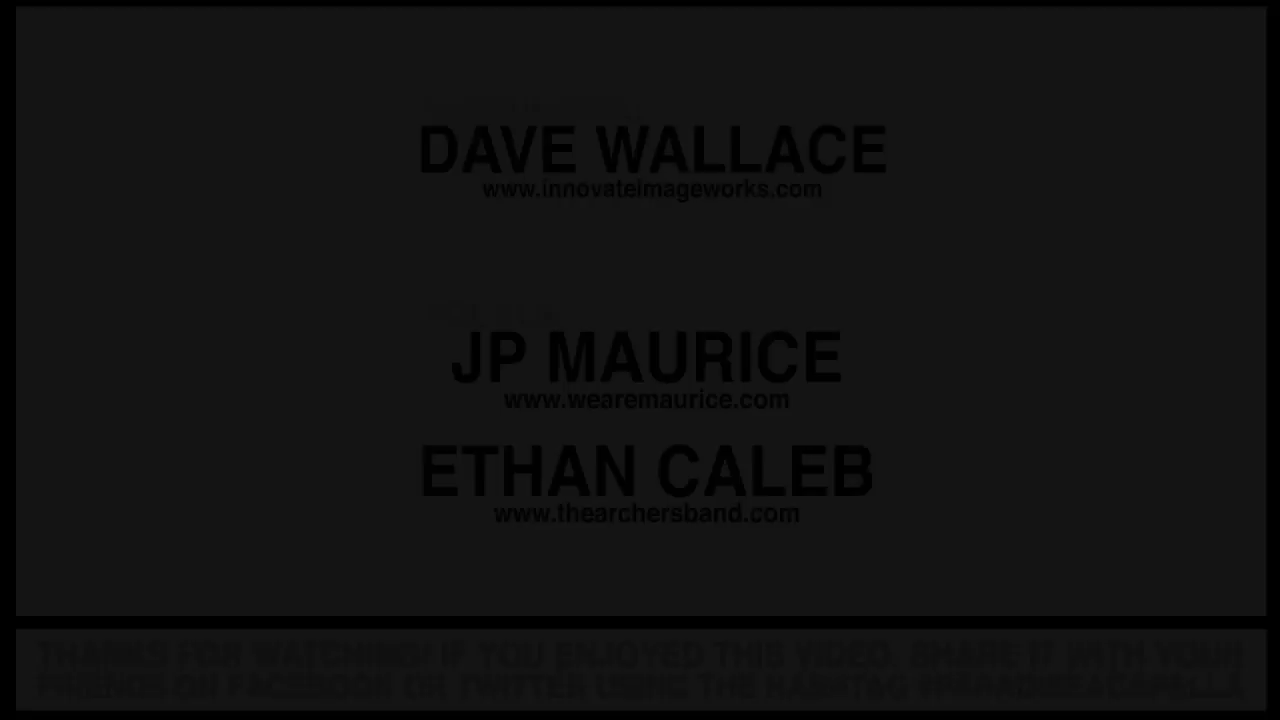 DAVE WALLACE
www.innovateimageworks.com
JP MAURICE
www.wearemaurice.com
ETHAN CALEB
www.thearchersband.com
THANKS FOR WATCHING! IF YOU ENJOYED THIS VIDEO, SHARE IT WITH YOUR
FRIENDS ON FACEBOOK OR TWITTER USING THE HASHTAG